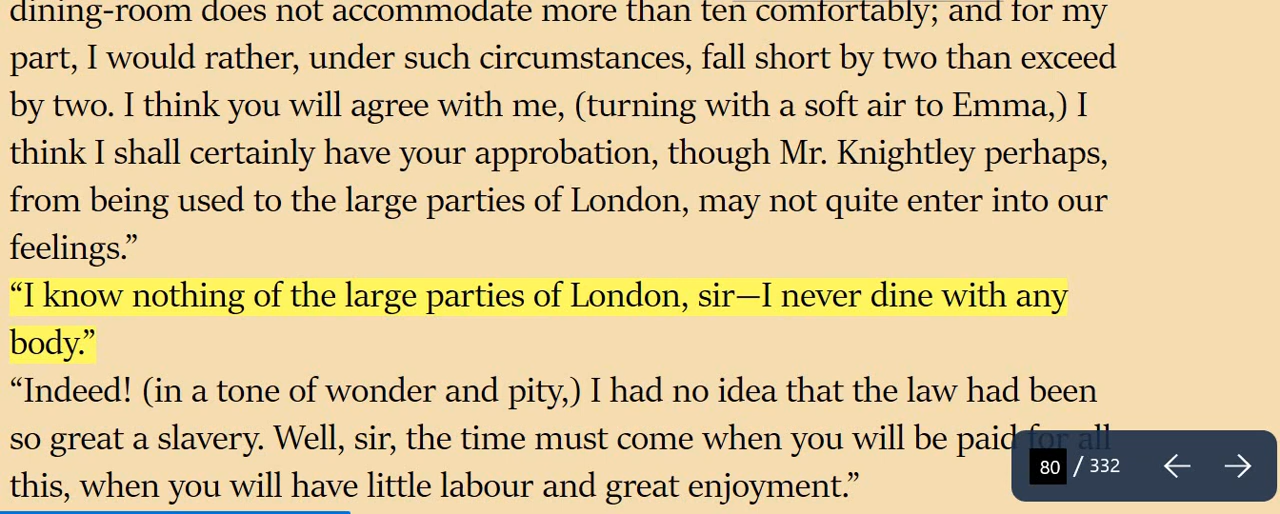 dining-room does not accommodate more than ten comfortably; and for my
part, I would rather, under such circumstances, fall short by two than exceed
by two. I think you will agree with me, (turning with a soft air to Emma,) I
think I shall certainly have your approbation, though Mr. Knightley perhaps,
from being used to the large parties of London, may not quite enter into our
feelings.”
“I know nothing of the large parties of London, sir—I never dine with any
body.”
“Indeed! (in a tone of wonder and pity,) I had no idea that the law had been
so great a slavery. Well, sir, the time must come when you will be paid for all
this, when you will have little labour and great enjoyment.”
80 / 332